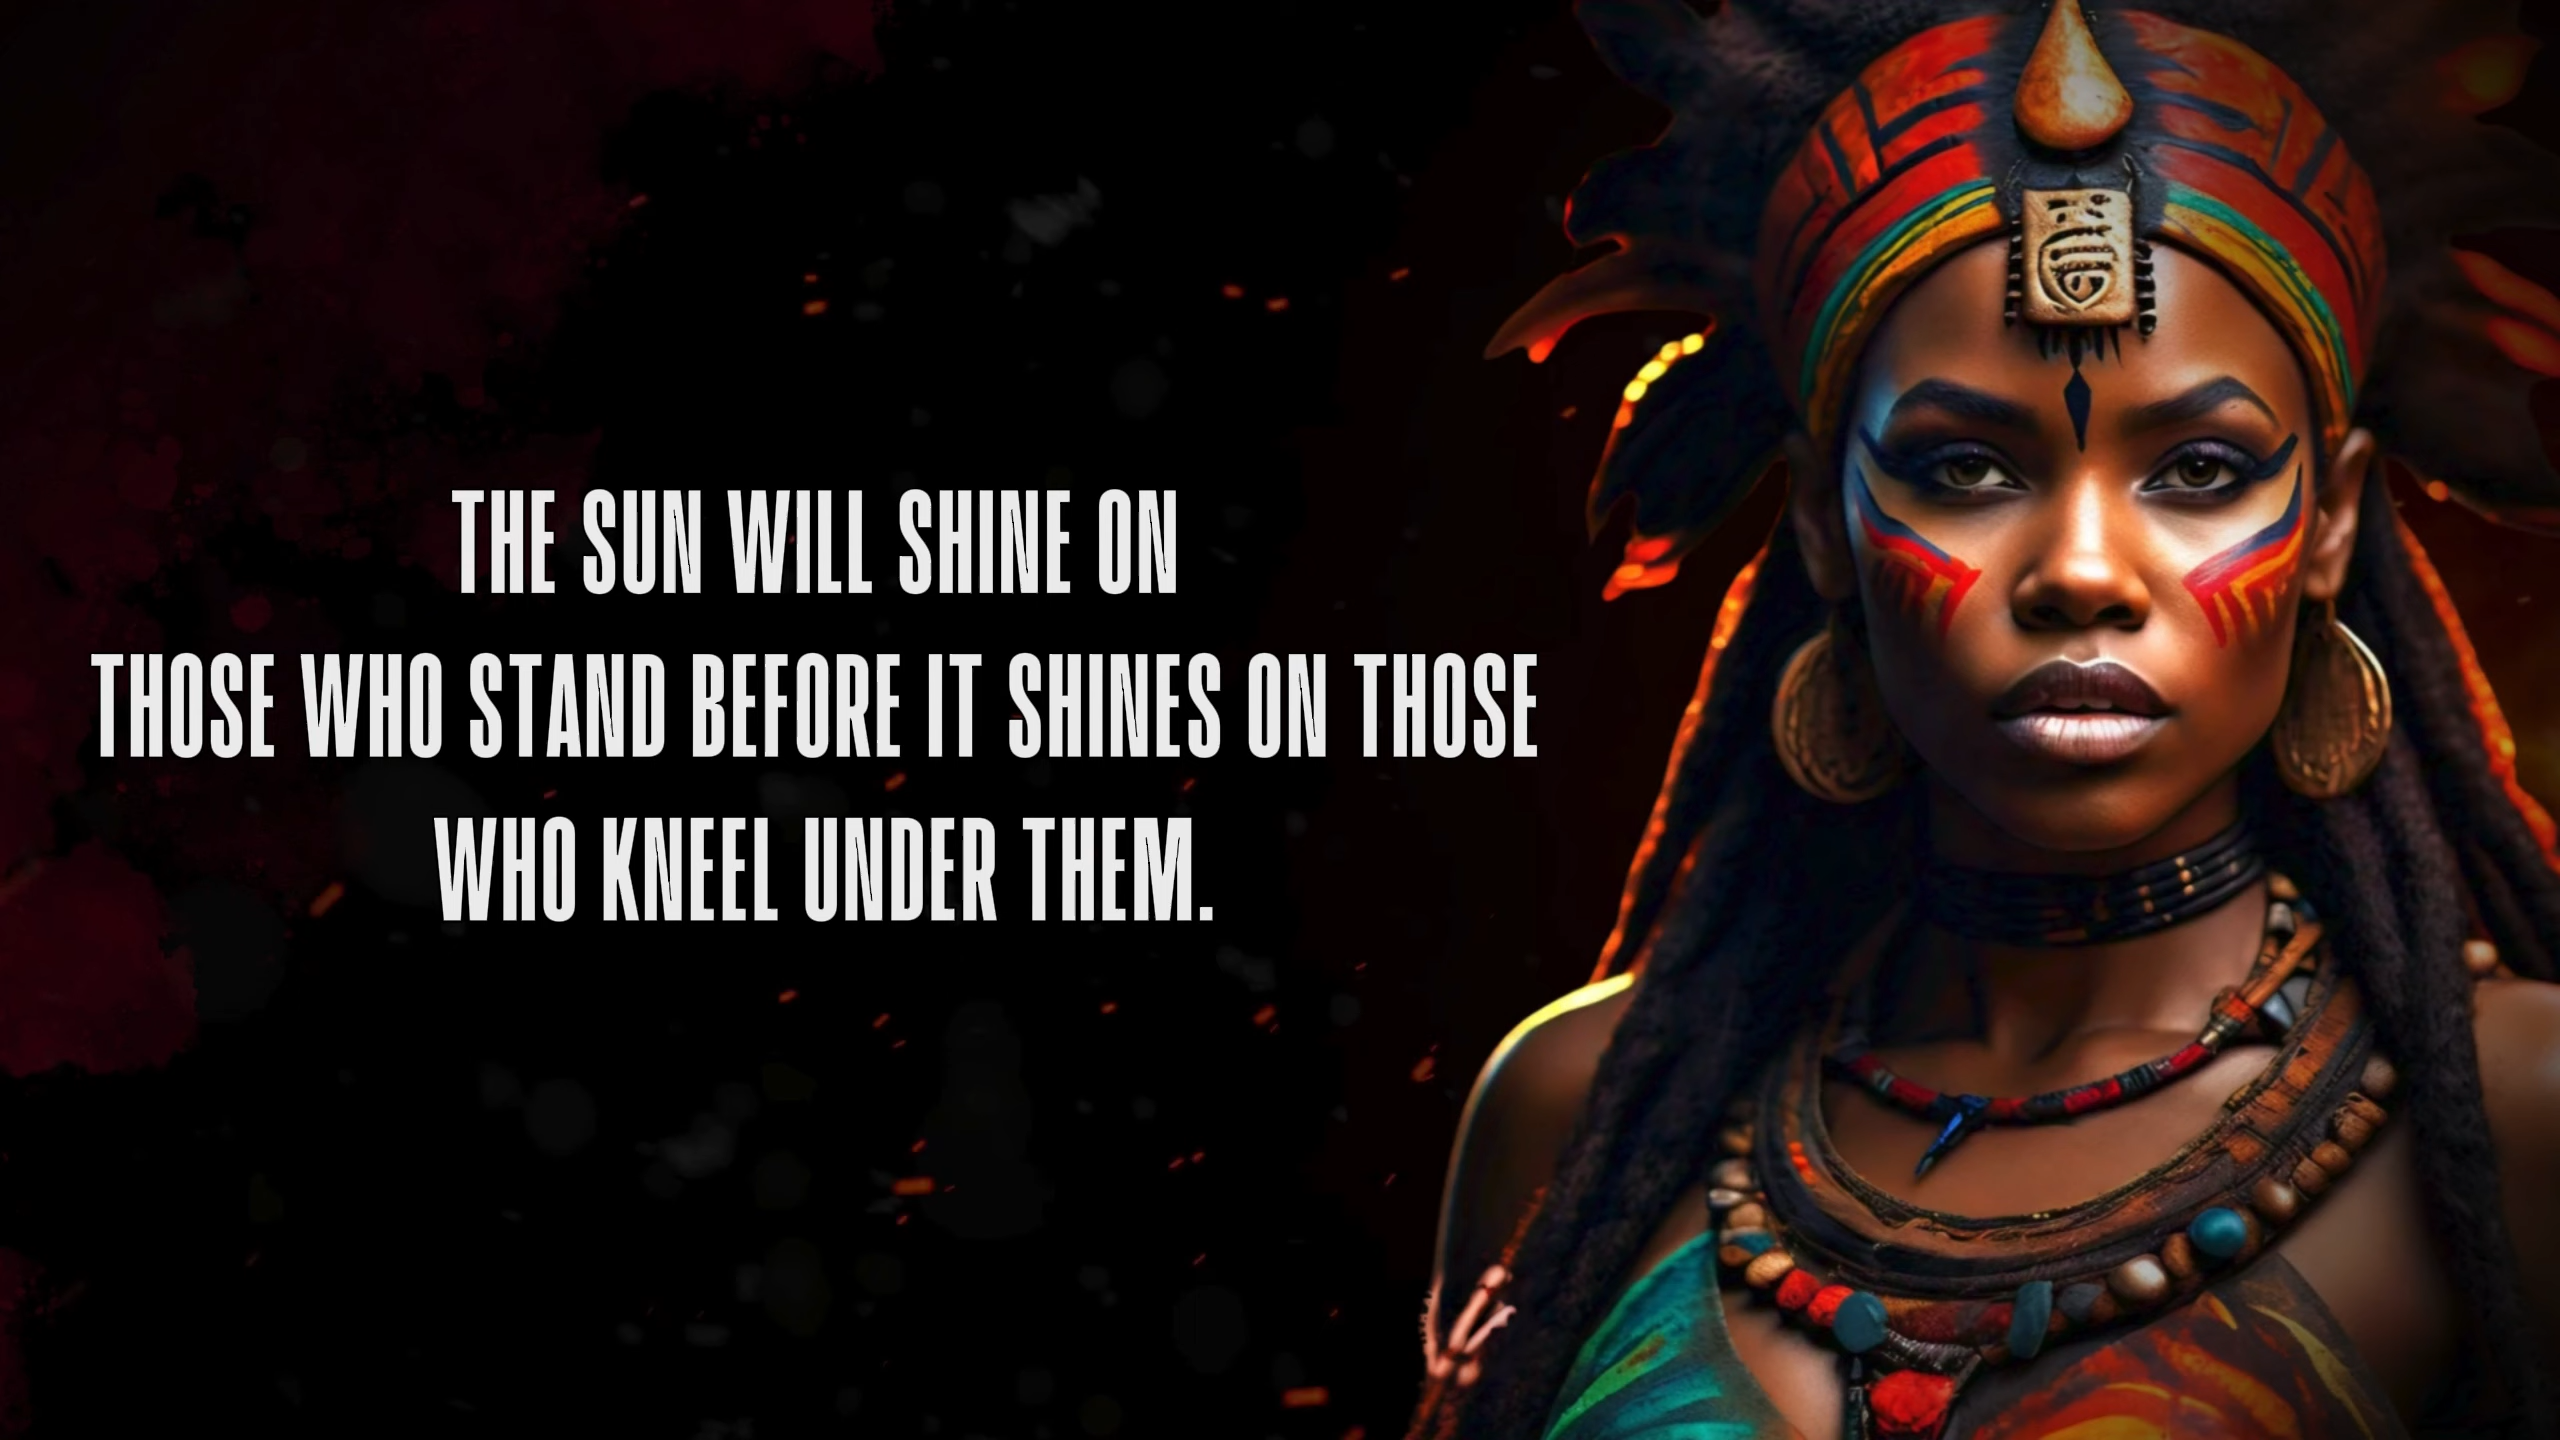 THE SUN WILL SHINE ON
THOSE WHO STAND BEFORE IT SHINES ON THOSE
WHO KNEEL UNDER THEM.